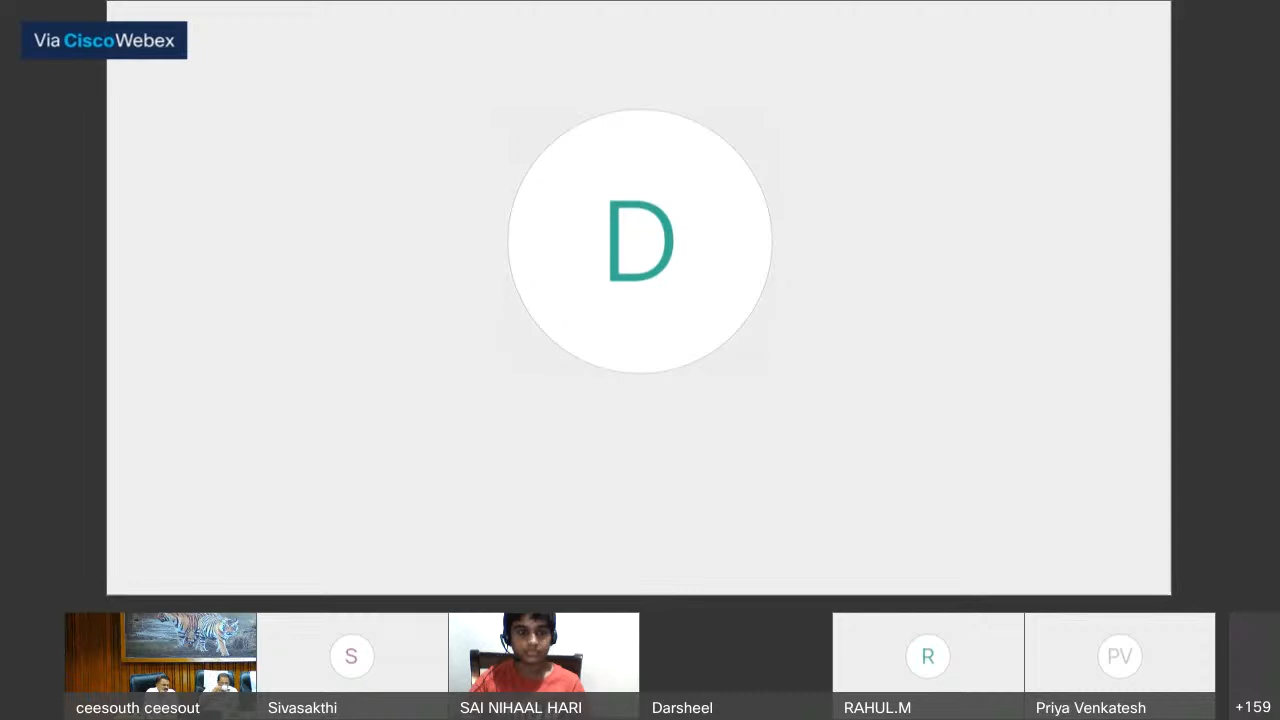 Via CiscoWebex
D
S
R
PV
ceesouth ceesout
Sivasakthi
SAI NIHAAL HARI
Darsheel
RAHUL.M
Priya Venkatesh
+159